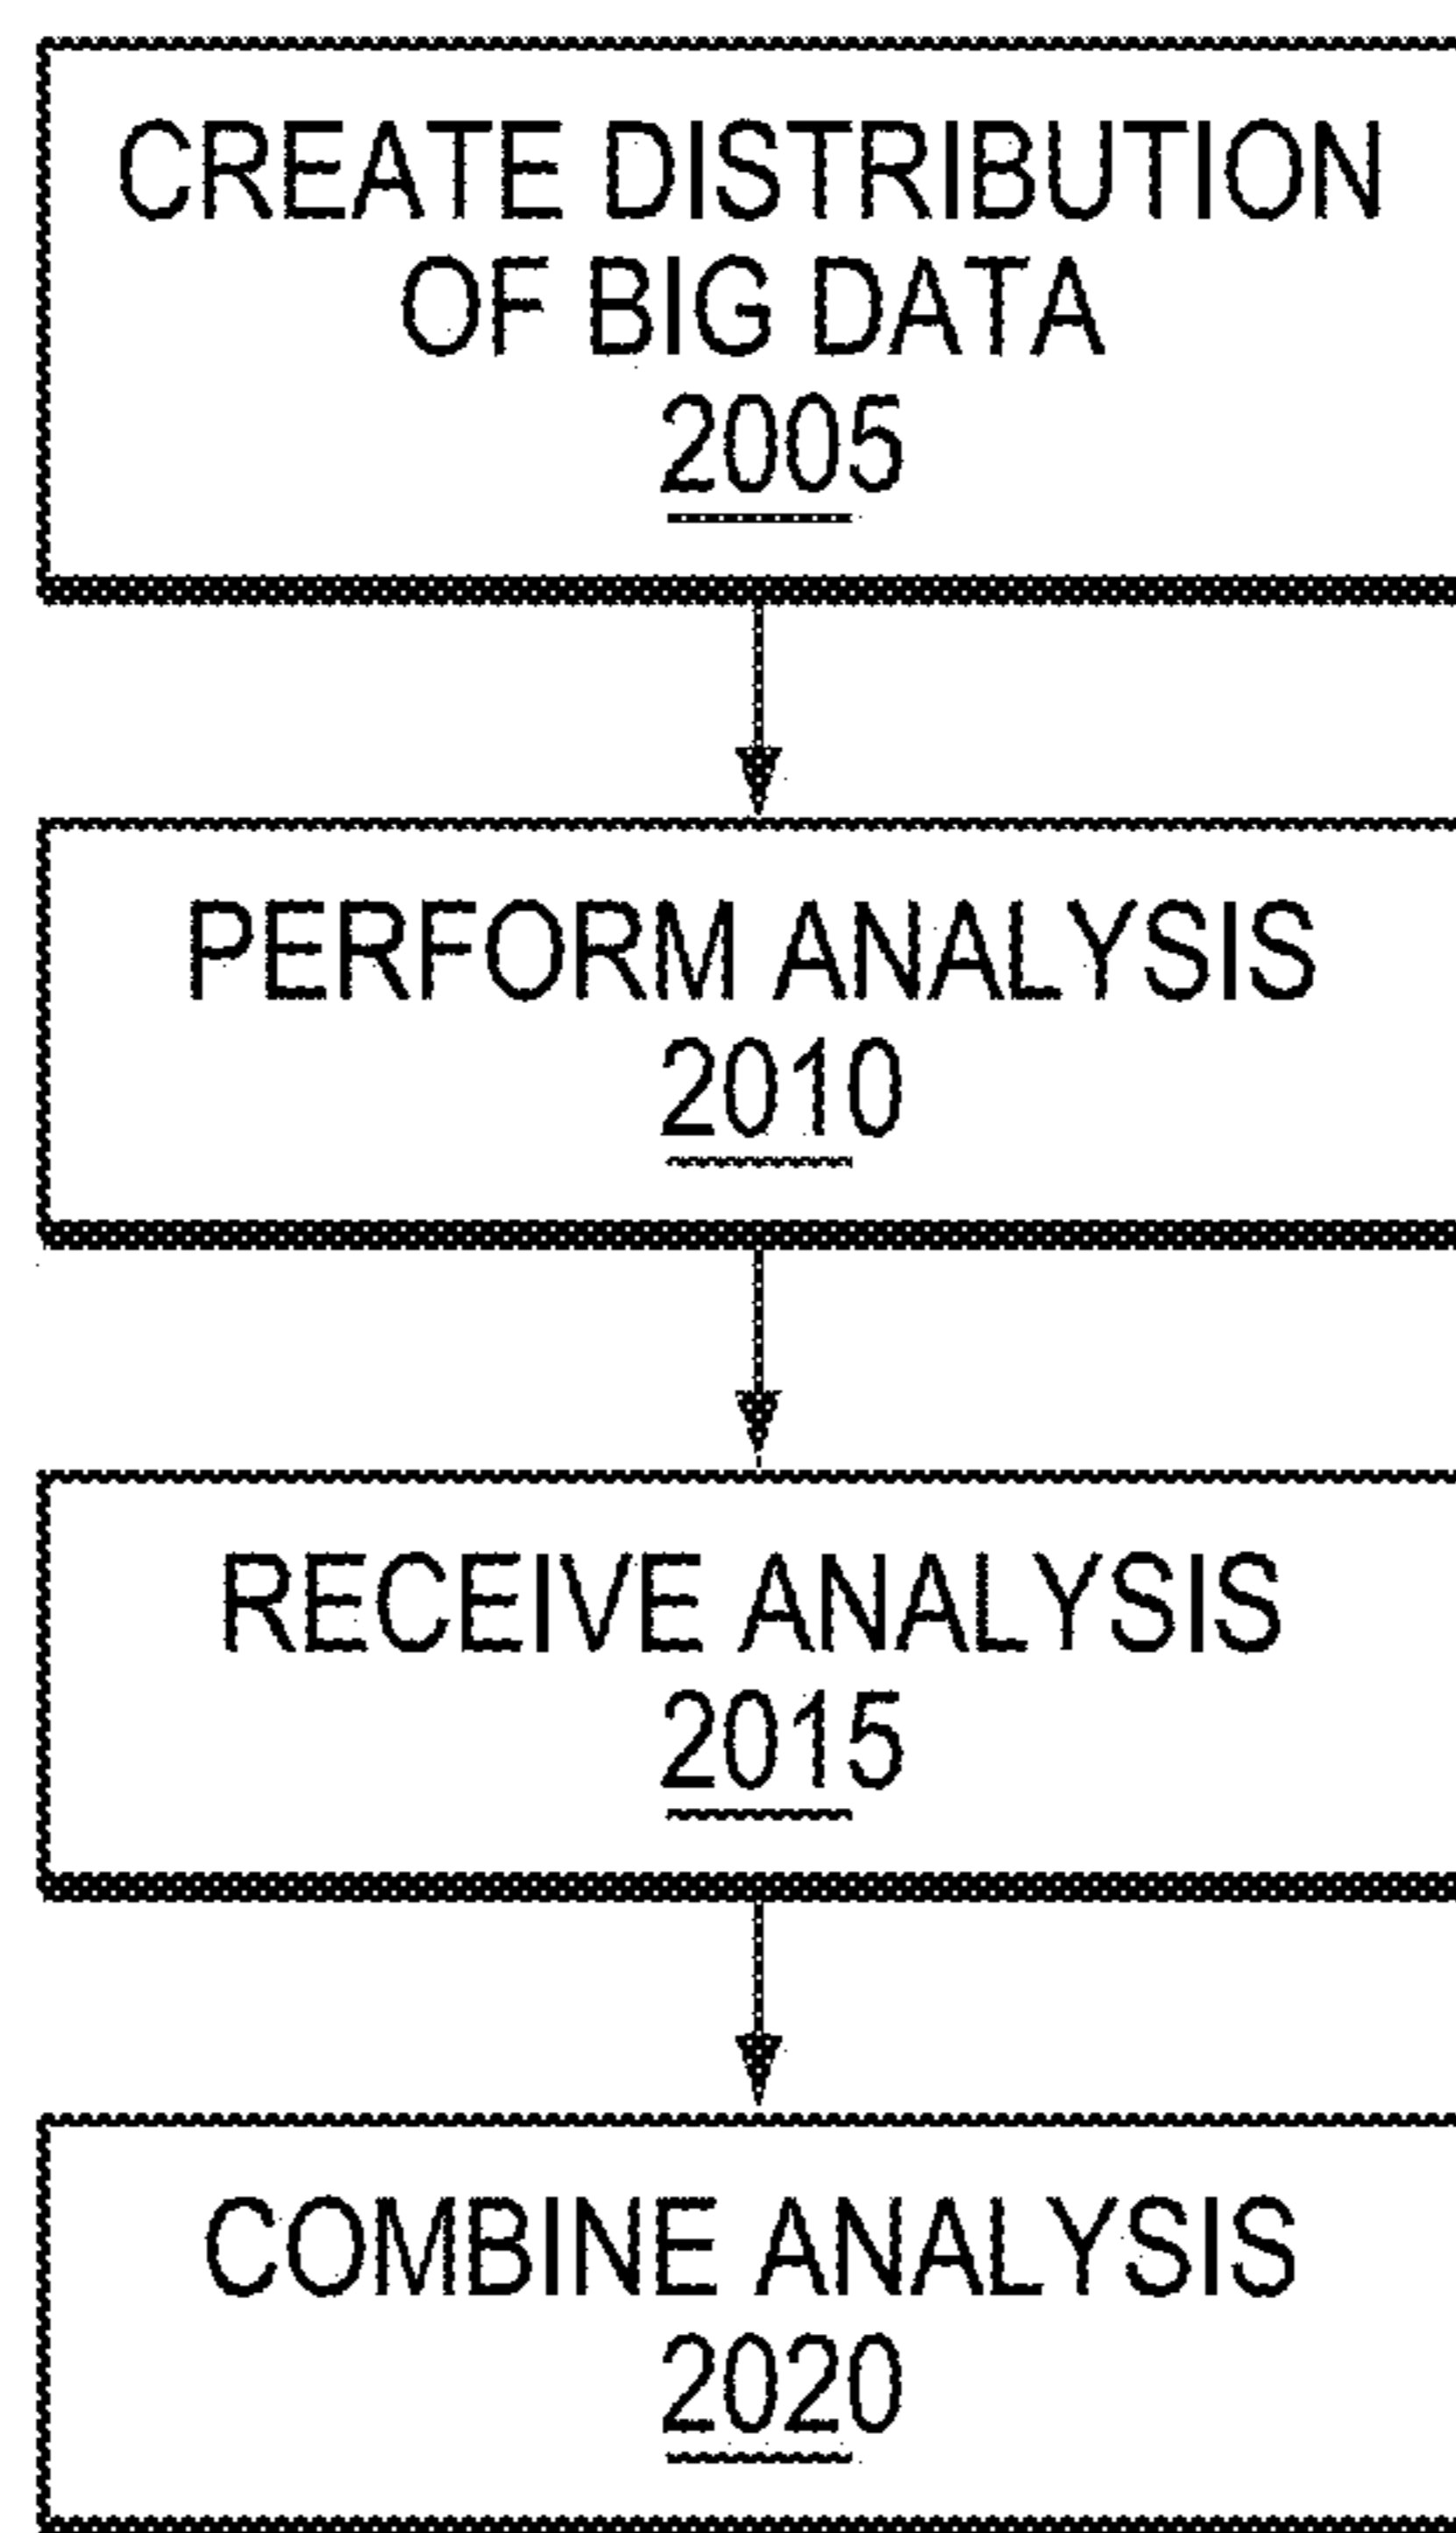 CREATE DISTRIBUTION
OF BIG DATA
2005
PERFORM ANALYSIS
2010
RECEIVE ANALYSIS
2015
COMBINE ANALYSIS
2020